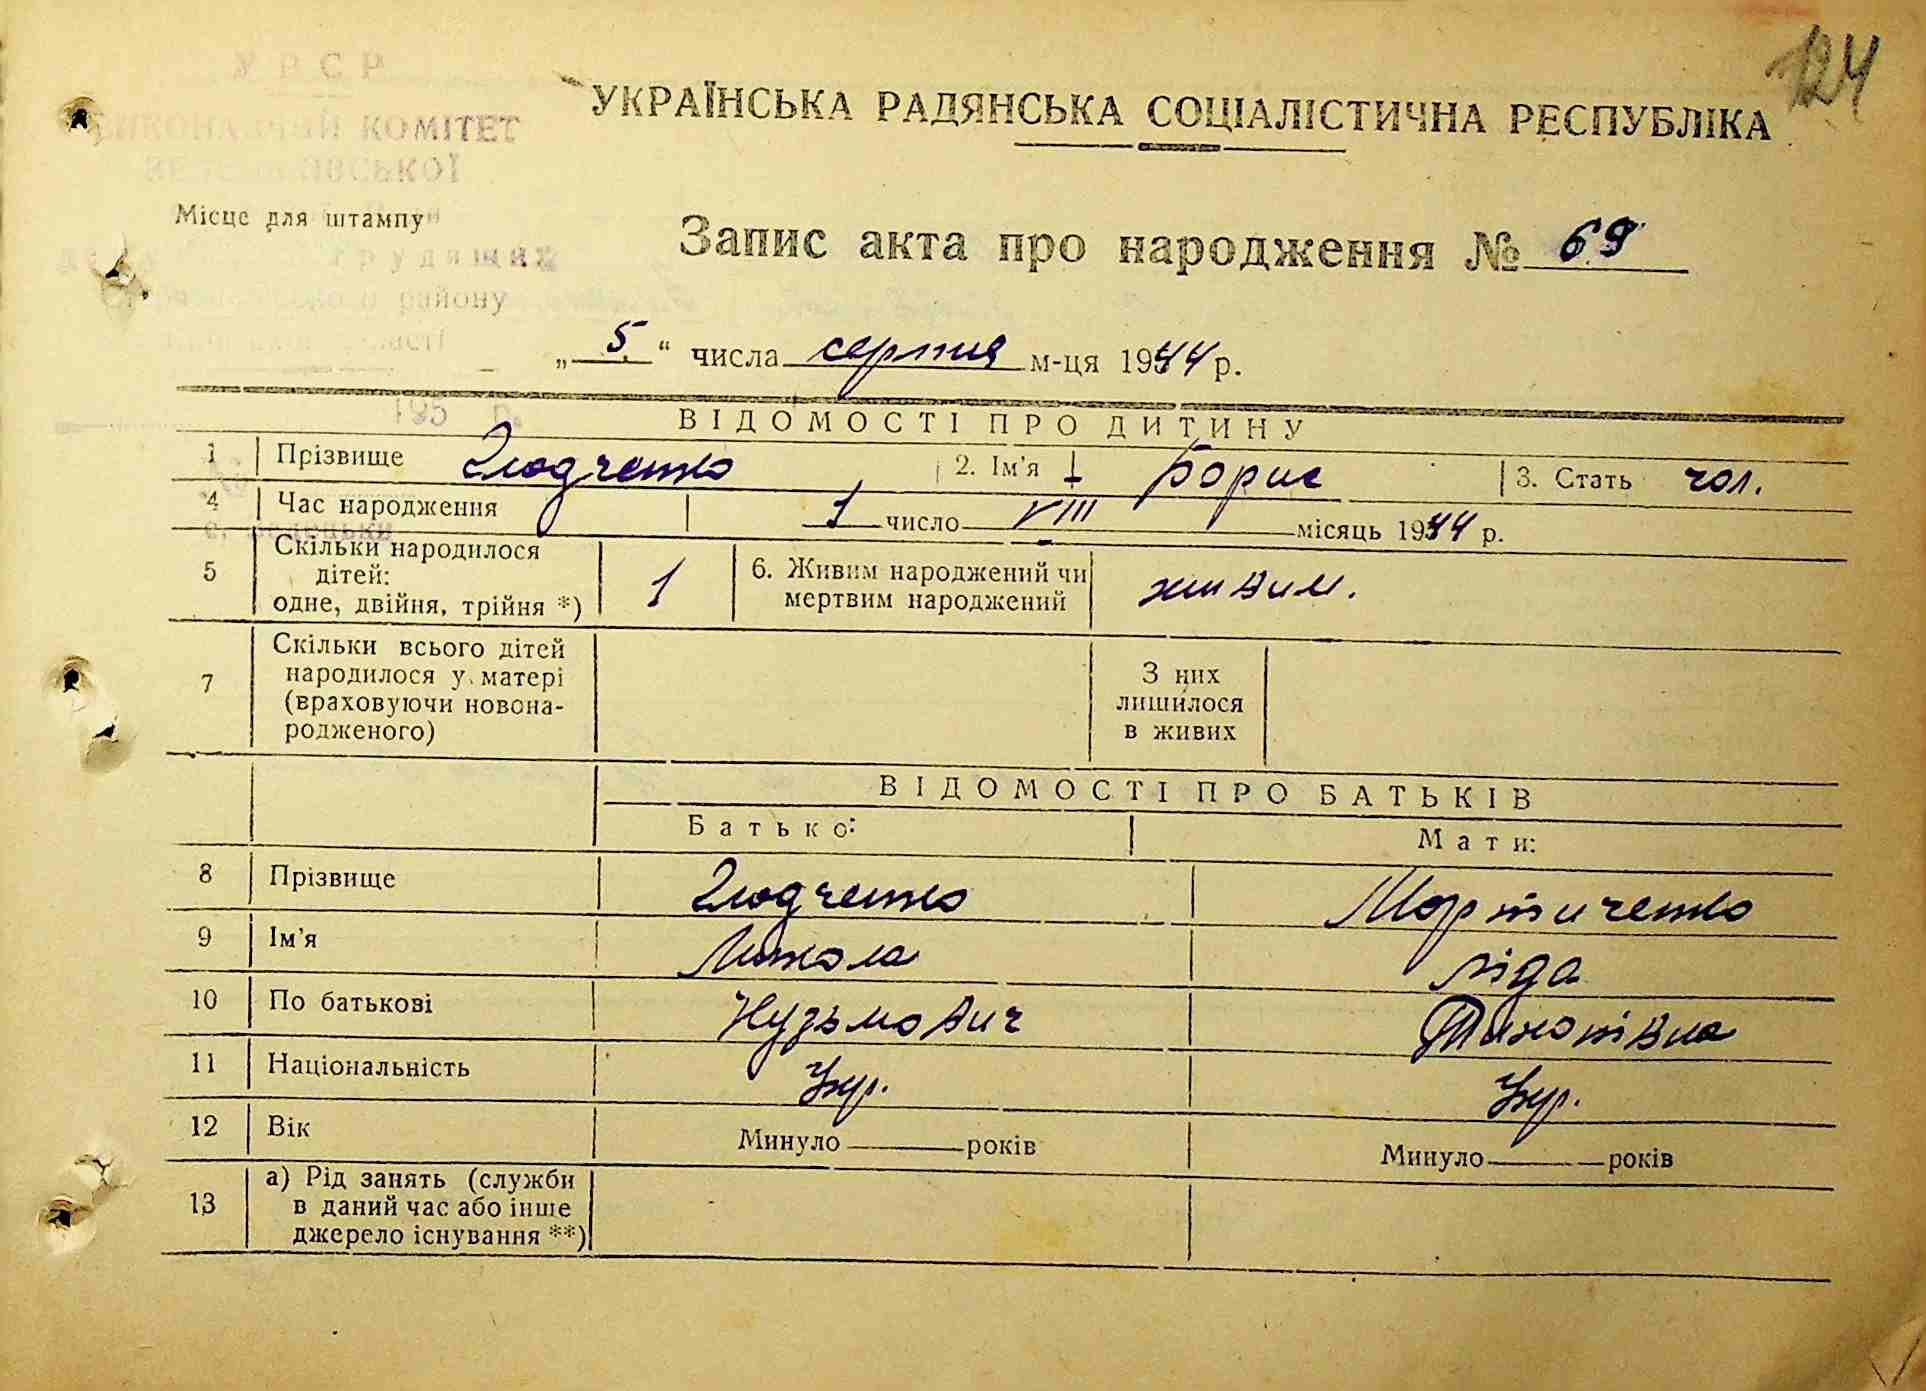 124
УРСР
УКРАЇНСЬКА РАДЯНСЬКА СОЦІАЛІСТИЧНА РЕСПУБЛІКА
КОМІТЕТ
Місце для штампу
трудящих
району
Запис акта про народження № 69
„5.“ числа серпня м-ця 1944 р.
195 р.
ВІДОМОСТІ ПРО ДИТИНУ
1 Прізвище 2. Ім'я Борис 3. Стать чол.
4 Час народження 1 число VIII місяць 1944 р.
с. Зеленьки
5 Скільки народилося дітей: одне, двійня, трійня *) 1 6. Живим народжений чи мертвим народжений живим.
7 Скільки всього дітей народилося у матері (враховуючи новона-родженого) З них лишилося в живих
ВІДОМОСТІ ПРО БАТЬКІВ
Батько: Мати:
8 Прізвище
9 Ім'я Микола Ліда
10 По батькові Кузьмович
11 Національність Укр. Укр.
12 Вік Минуло років Минуло років
13 а) Рід занять (служби в даний час або інше джерело існування **)